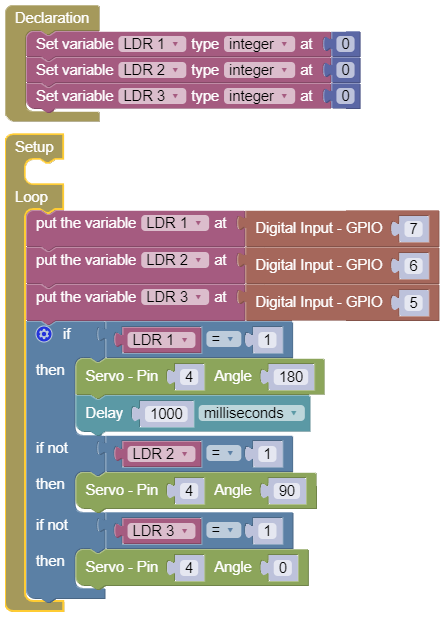 Declaration
Set variable LDR 1 type integer at 0
Set variable LDR 2 type integer at 0
Set variable LDR 3 type integer at 0
Setup
Loop
put the variable LDR 1 at Digital Input - GPIO 7
put the variable LDR 2 at Digital Input - GPIO 6
put the variable LDR 3 at Digital Input - GPIO 5
if LDR 1 = 1
then Servo - Pin 4 Angle 180
Delay 1000 milliseconds
if not LDR 2 = 1
then Servo - Pin 4 Angle 90
if not LDR 3 = 1
then Servo - Pin 4 Angle 0